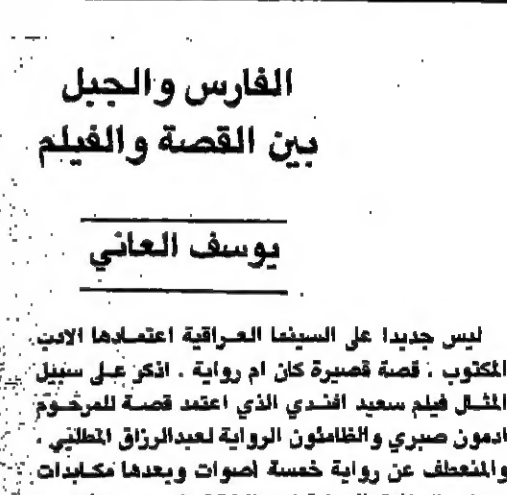 الفارس والجبل
بين القصة والفيلم
يوسف العاني
ليس جديدا على السينما العراقية اعتمادها الادب
المكتوب : قصة قصيرة كان ام رواية . اذكر على سبيل
المثال فيلم سعيد افندي الذي اعتمد قصة للمرحوم
ادمون صبري والظامئون الرواية لعبدالرزاق المطلبي .
والمنعطف عن رواية خمسة اصوات وبعدها مكابدات